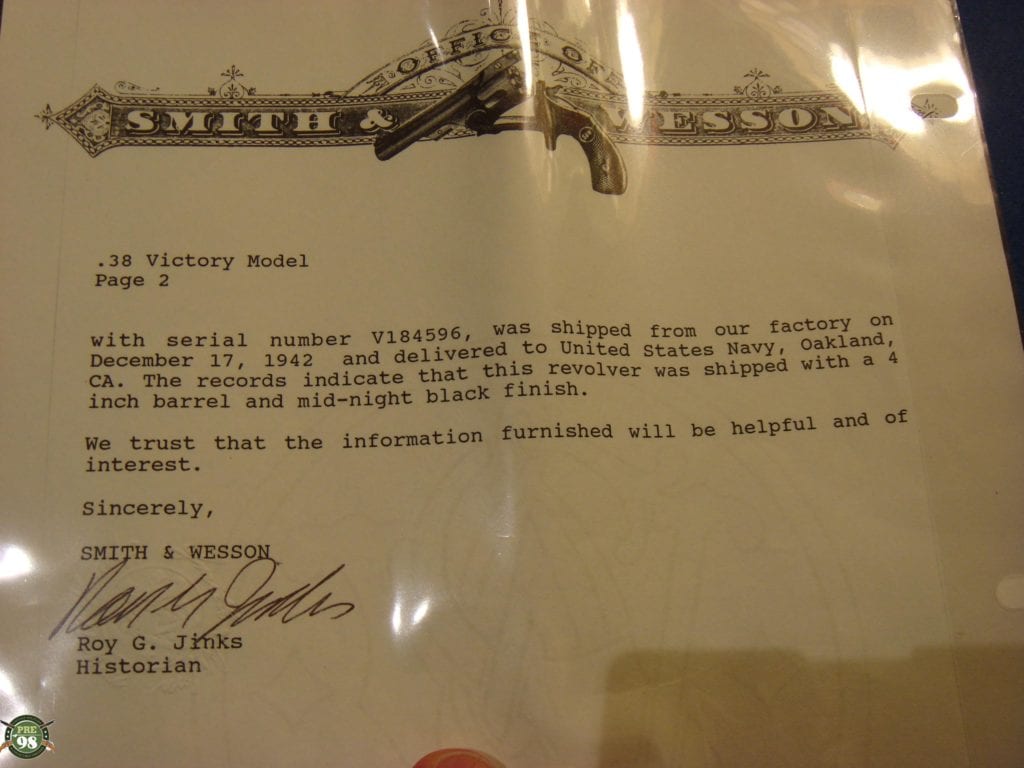 OFFICE OF
SMITH & WESSON
.38 Victory Model
Page 2
with serial number V184596, was shipped from our factory on
December 17, 1942 and delivered to United States Navy, Oakland,
CA. The records indicate that this revolver was shipped with a 4
inch barrel and mid-night black finish.
We trust that the information furnished will be helpful and of
interest.
Sincerely,
SMITH & WESSON
Roy G. Jinks
Roy G. Jinks
Historian
PRE
98